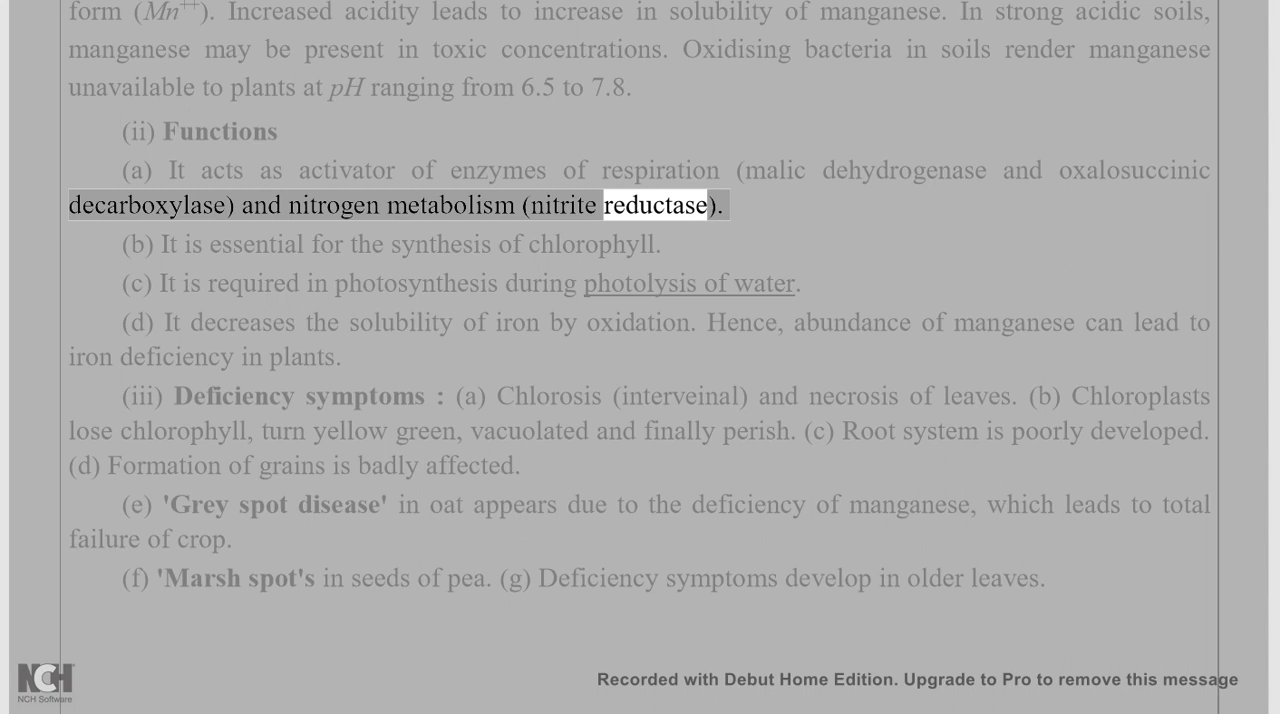 form (Mn++). Increased acidity leads to increase in solubility of manganese. In strong acidic soils,
manganese may be present in toxic concentrations. Oxidising bacteria in soils render manganese
unavailable to plants at pH ranging from 6.5 to 7.8.
(ii) Functions
(a) It acts as activator of enzymes of respiration (malic dehydrogenase and oxalosuccinic
decarboxylase) and nitrogen metabolism (nitrite reductase).
(b) It is essential for the synthesis of chlorophyll.
(c) It is required in photosynthesis during photolysis of water.
(d) It decreases the solubility of iron by oxidation. Hence, abundance of manganese can lead to
iron deficiency in plants.
(iii) Deficiency symptoms : (a) Chlorosis (interveinal) and necrosis of leaves. (b) Chloroplasts
lose chlorophyll, turn yellow green, vacuolated and finally perish. (c) Root system is poorly developed.
(d) Formation of grains is badly affected.
(e) 'Grey spot disease' in oat appears due to the deficiency of manganese, which leads to total
failure of crop.
(f) 'Marsh spot's in seeds of pea. (g) Deficiency symptoms develop in older leaves.
NCH
NCH Software
Recorded with Debut Home Edition. Upgrade to Pro to remove this message